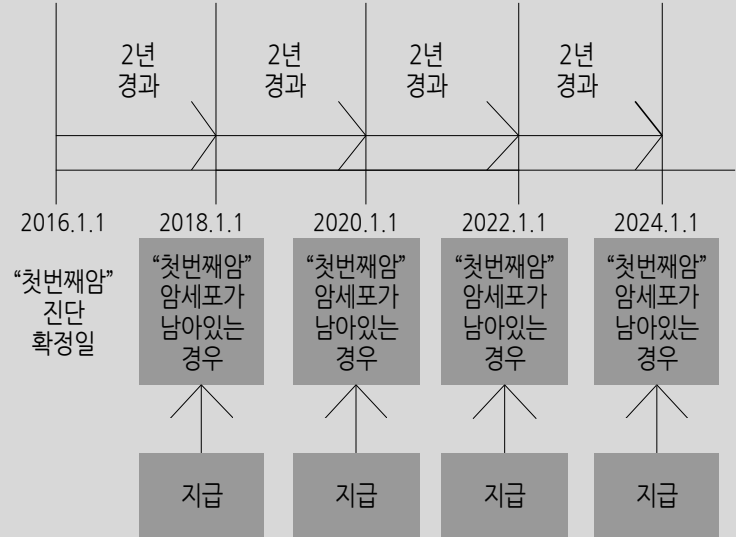 2년
경과
2년
경과
2년
경과
2년
경과
2016.1.1
2018.1.1
2020.1.1
2022.1.1
2024.1.1
“첫번째암”
진단
확정일
“첫번째암”
암세포가
남아있는
경우
“첫번째암”
암세포가
남아있는
경우
“첫번째암”
암세포가
남아있는
경우
“첫번째암”
암세포가
남아있는
경우
지급
지급
지급
지급